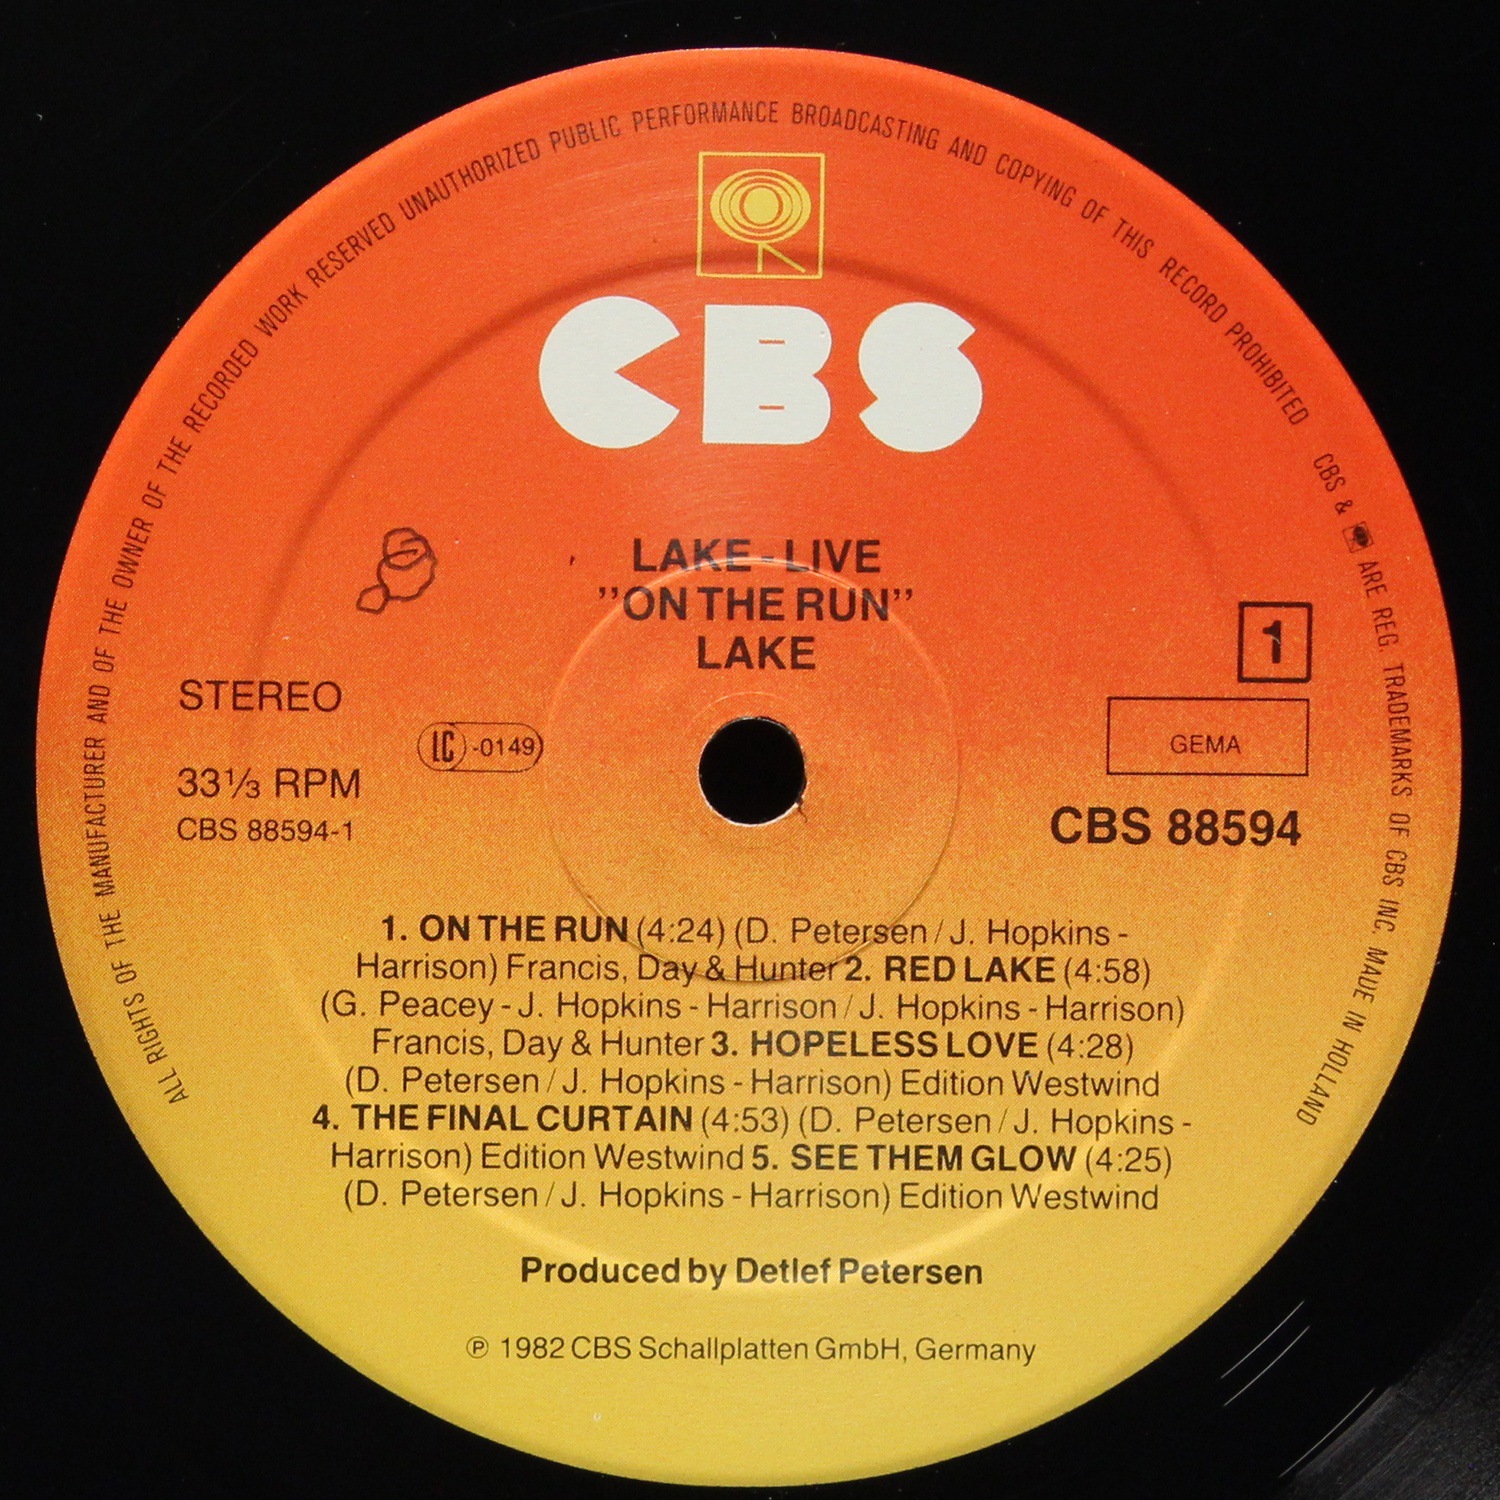 ALL RIGHTS OF THE MANUFACTURER AND OF THE OWNER OF THE RECORDED WORK RESERVED UNAUTHORIZED PUBLIC PERFORMANCE BROADCASTING AND COPYING OF THIS RECORD PROHIBITED CBS & ARE REG. TRADEMARKS OF CBS INC. MADE IN HOLLAND
CBS
LAKE - LIVE
"ON THE RUN"
LAKE
STEREO
LC -0149
33⅓ RPM
CBS 88594-1
1
GEMA
CBS 88594
1. ON THE RUN (4:24) (D. Petersen / J. Hopkins -
Harrison) Francis, Day & Hunter 2. RED LAKE (4:58)
(G. Peacey - J. Hopkins - Harrison / J. Hopkins - Harrison)
Francis, Day & Hunter 3. HOPELESS LOVE (4:28)
(D. Petersen / J. Hopkins - Harrison) Edition Westwind
4. THE FINAL CURTAIN (4:53) (D. Petersen / J. Hopkins -
Harrison) Edition Westwind 5. SEE THEM GLOW (4:25)
(D. Petersen / J. Hopkins - Harrison) Edition Westwind
Produced by Detlef Petersen
℗ 1982 CBS Schallplatten GmbH, Germany